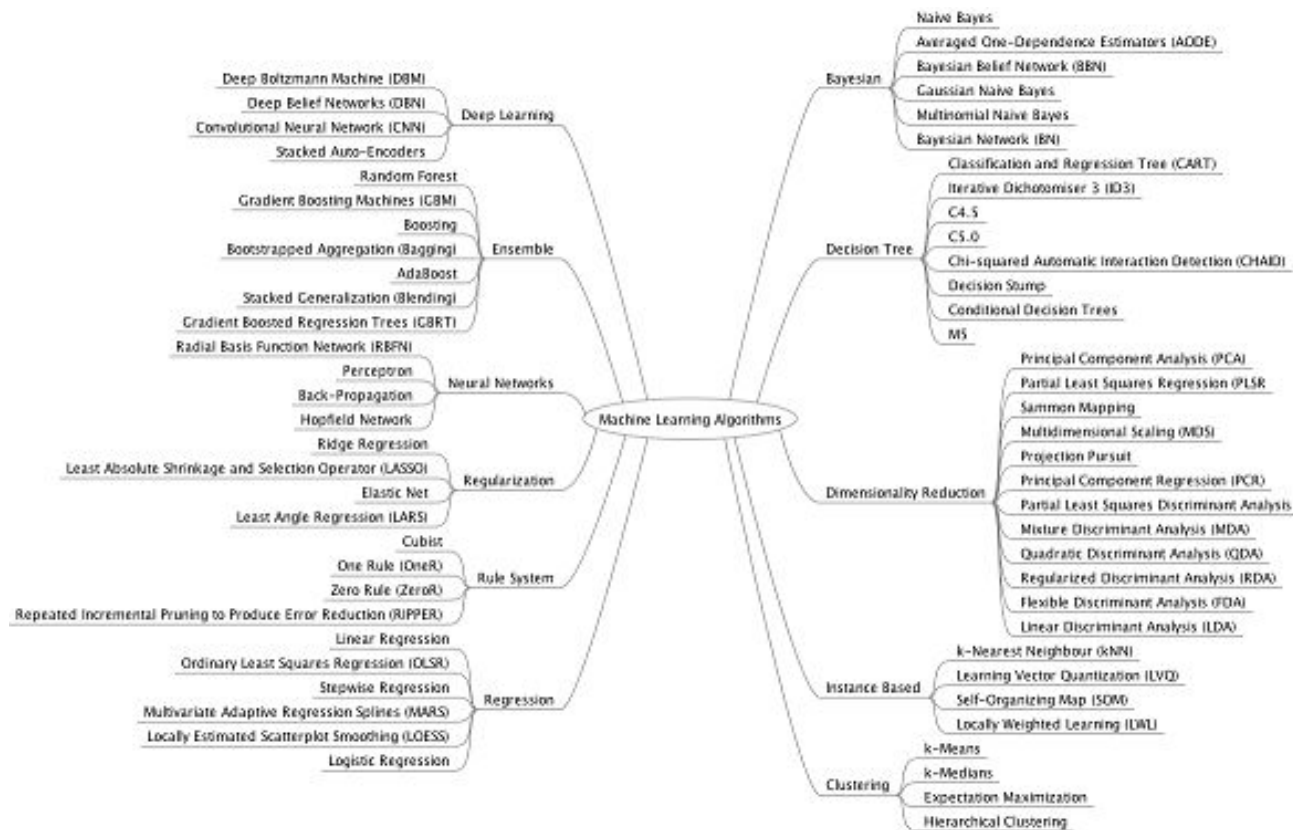 Deep Boltzmann Machine (DBM)
Deep Belief Networks (DBN)
Convolutional Neural Network (CNN)
Stacked Auto-Encoders
Deep Learning
Random Forest
Gradient Boosting Machines (GBM)
Boosting
Bootstrapped Aggregation (Bagging)
AdaBoost
Stacked Generalization (Blending)
Gradient Boosted Regression Trees (GBRT)
Ensemble
Radial Basis Function Network (RBFN)
Perceptron
Back-Propagation
Hopfield Network
Neural Networks
Ridge Regression
Least Absolute Shrinkage and Selection Operator (LASSO)
Elastic Net
Least Angle Regression (LARS)
Regularization
Cubist
One Rule (OneR)
Zero Rule (ZeroR)
Repeated Incremental Pruning to Produce Error Reduction (RIPPER)
Rule System
Linear Regression
Ordinary Least Squares Regression (OLSR)
Stepwise Regression
Multivariate Adaptive Regression Splines (MARS)
Locally Estimated Scatterplot Smoothing (LOESS)
Logistic Regression
Regression
Machine Learning Algorithms
Bayesian
Naive Bayes
Averaged One-Dependence Estimators (AODE)
Bayesian Belief Network (BBN)
Gaussian Naive Bayes
Multinomial Naive Bayes
Bayesian Network (BN)
Decision Tree
Classification and Regression Tree (CART)
Iterative Dichotomiser 3 (ID3)
C4.5
C5.0
Chi-squared Automatic Interaction Detection (CHAID)
Decision Stump
Conditional Decision Trees
M5
Dimensionality Reduction
Principal Component Analysis (PCA)
Partial Least Squares Regression (PLSR
Sammon Mapping
Multidimensional Scaling (MDS)
Projection Pursuit
Principal Component Regression (PCR)
Partial Least Squares Discriminant Analysis
Mixture Discriminant Analysis (MDA)
Quadratic Discriminant Analysis (QDA)
Regularized Discriminant Analysis (RDA)
Flexible Discriminant Analysis (FDA)
Linear Discriminant Analysis (LDA)
Instance Based
k-Nearest Neighbour (kNN)
Learning Vector Quantization (LVQ)
Self-Organizing Map (SOM)
Locally Weighted Learning (LWL)
Clustering
k-Means
k-Medians
Expectation Maximization
Hierarchical Clustering